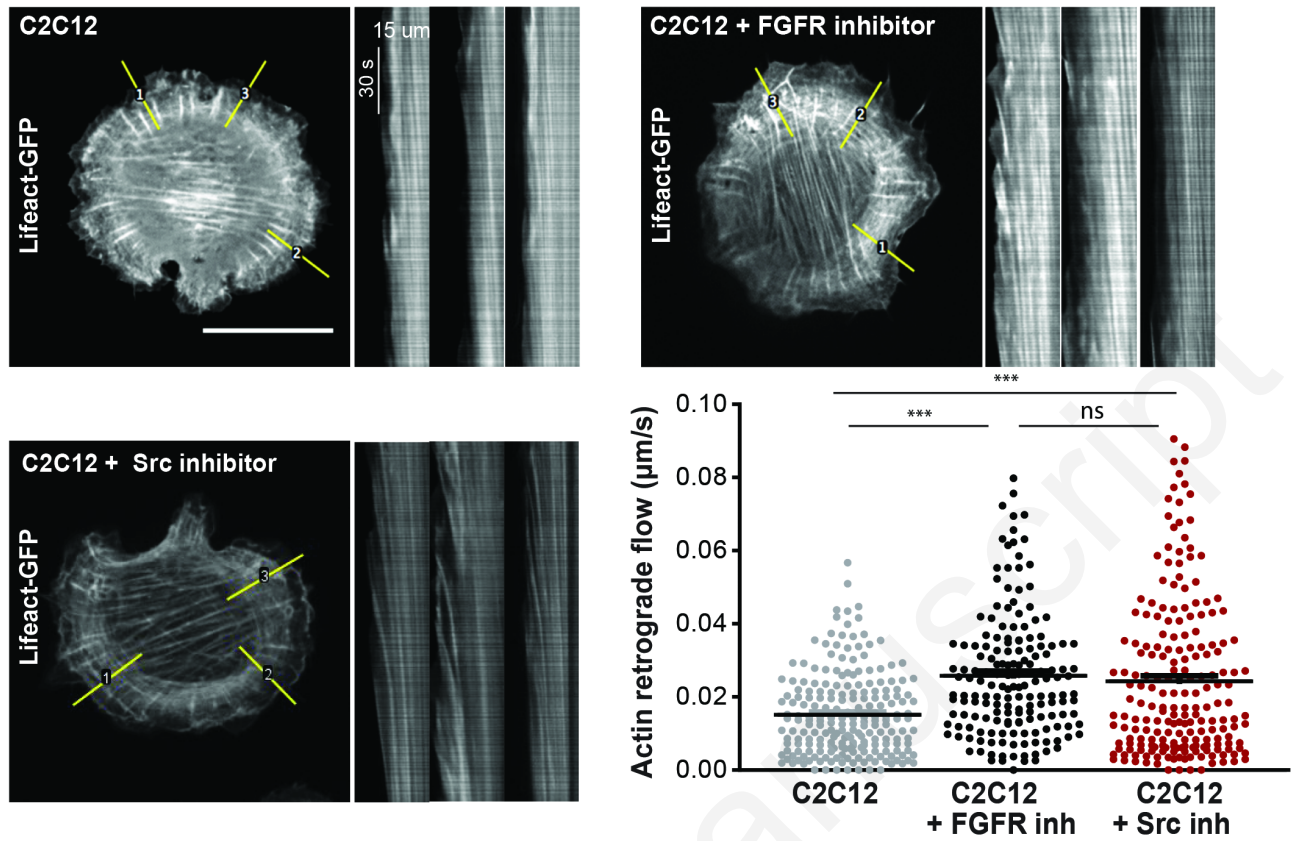 C2C12
Lifeact-GFP
1
3
2
15 um
30 s
C2C12 + FGFR inhibitor
Lifeact-GFP
3
2
1
C2C12 + Src inhibitor
Lifeact-GFP
3
1
2
Actin retrograde flow (µm/s)
***
***
ns
0.10
0.08
0.06
0.04
0.02
0.00
C2C12
C2C12
+ FGFR inh
C2C12
+ Src inh
anuscript